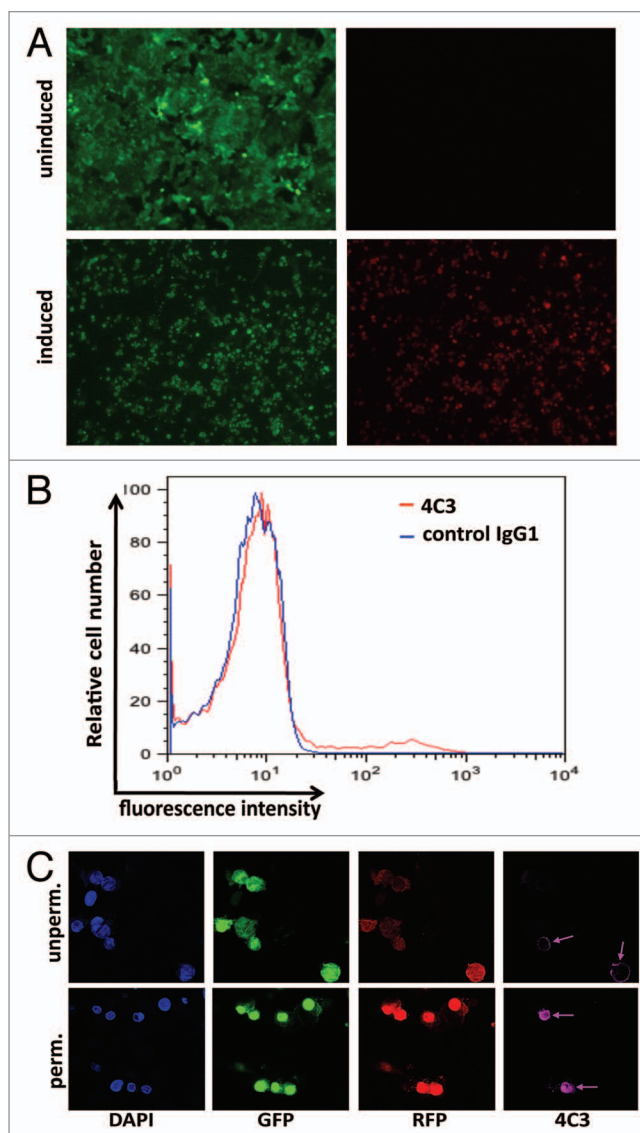 A
uninduced
induced
B
100
80
60
40
20
0
Relative cell number
4C3
control IgG1
10⁰ 10¹ 10² 10³ 10⁴
fluorescence intensity
C
unperm.
perm.
DAPI GFP RFP 4C3